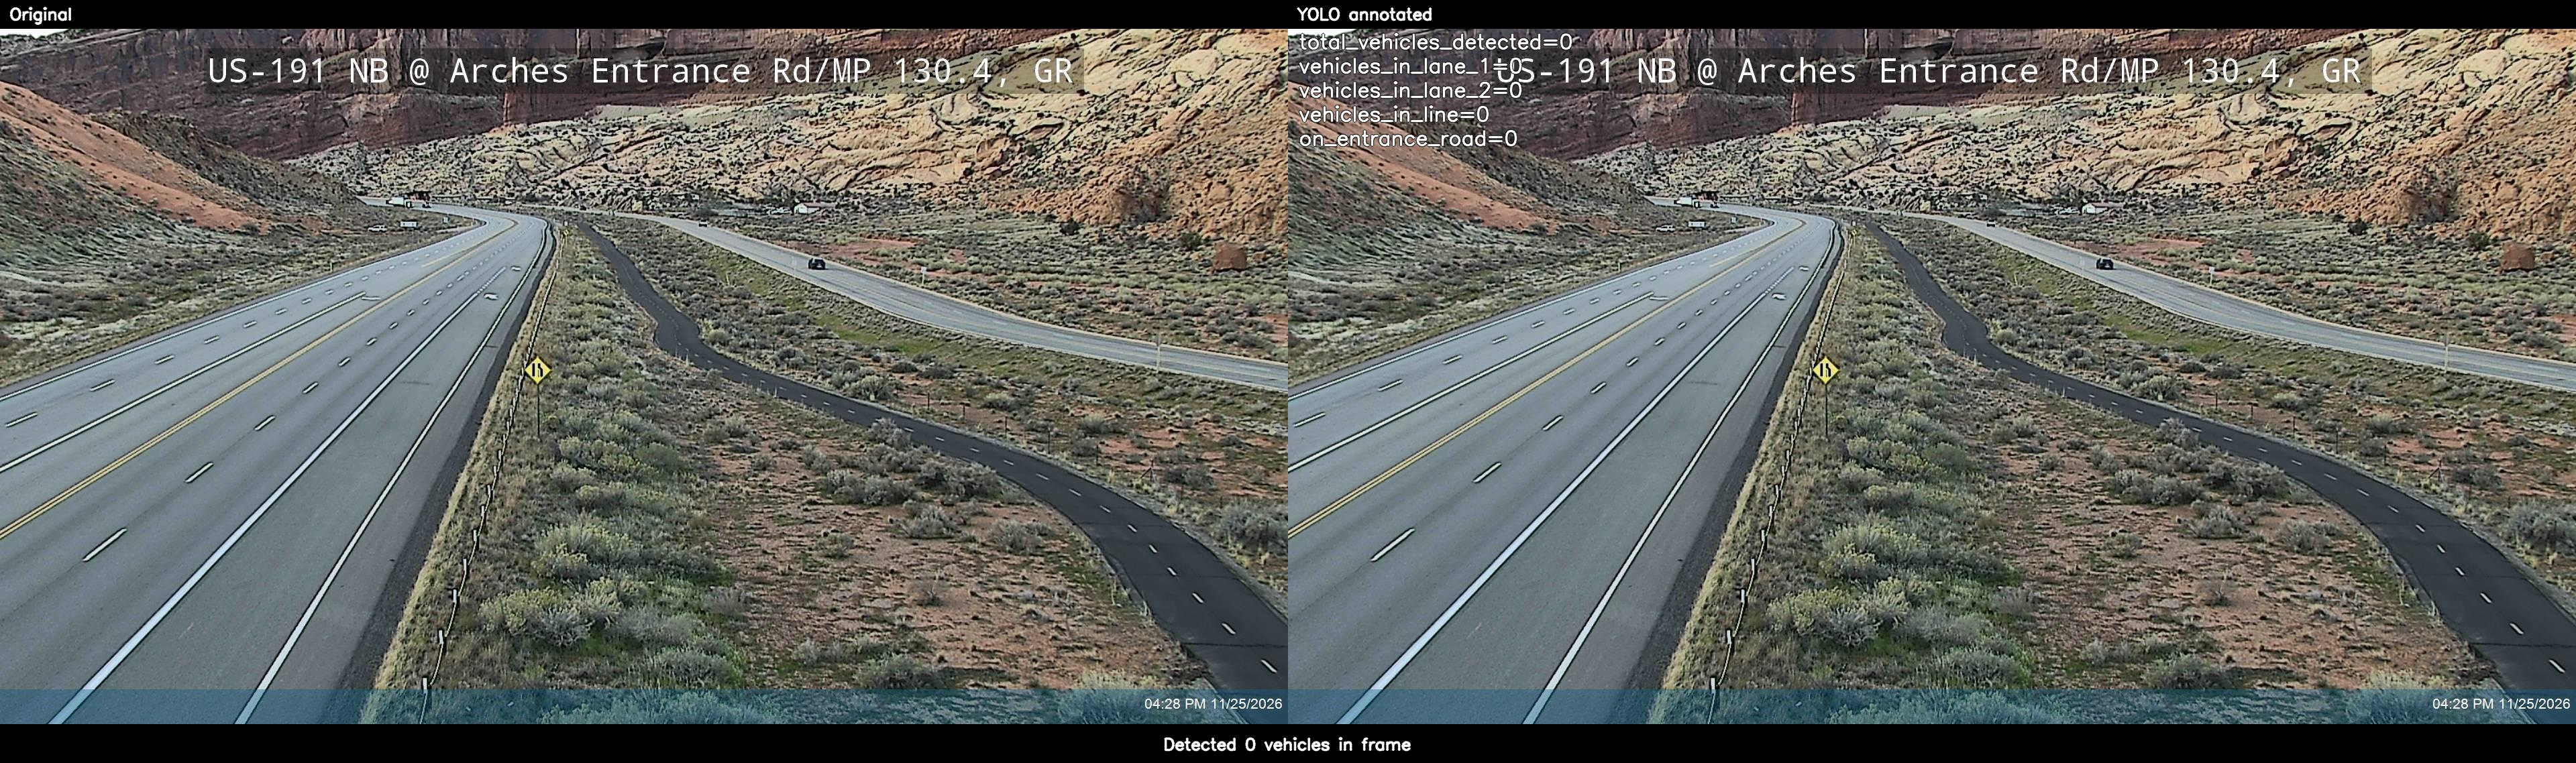 Original
US-191 NB @ Arches Entrance Rd/MP 130.4, GR
04:28 PM 11/25/2026
YOLO annotated
total_vehicles_detected=0
vehicles_in_lane_1=0
US-191 NB @ Arches Entrance Rd/MP 130.4, GR
vehicles_in_lane_2=0
vehicles_in_line=0
on_entrance_road=0
04:28 PM 11/25/2026
Detected 0 vehicles in frame